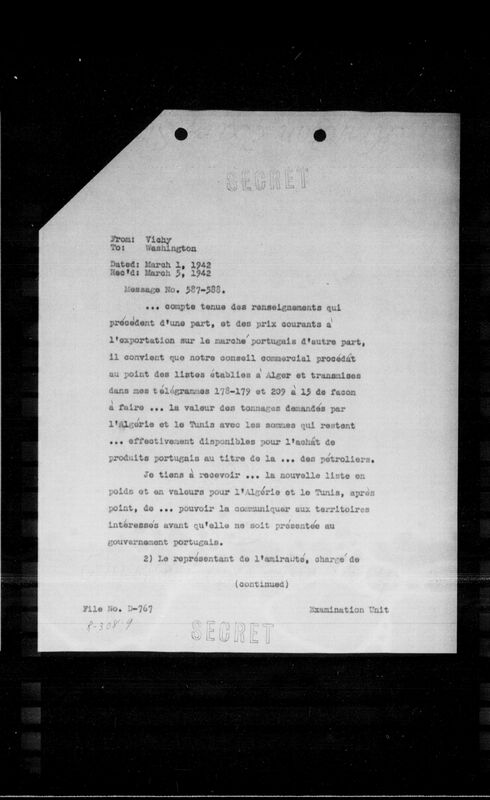 SECRET
From: Vichy
To: Washington
Dated: March 1, 1942
Rec'd: March 5, 1942
Message No. 587-588.
... compte tenue des renseignements qui
précédent d'une part, et des prix courants à
l'exportation sur le marché portugais d'autre part,
il convient que notre conseil commercial procédât
au point des listes établies à Alger et transmises
dans mes télégrammes 178-179 et 209 à 15 de facon
à faire ... la valeur des tonnages demandés par
l'Algérie et le Tunis avec les sommes qui restent
... effectivement disponibles pour l'achât de
produits portugais au titre de la ... des pétroliers.
Je tiens à recevoir ... la nouvelle liste en
poids et en valeurs pour l'Algérie et le Tunis, après
point, de ... pouvoir la communiquer aux territoires
intéressés avant qu'elle ne soit présentée au
gouvernement portugais.
2) Le représentant de l'amirauté, chargé de
(continued)
File No. D-767
Examination Unit
8-308 9
SECRET